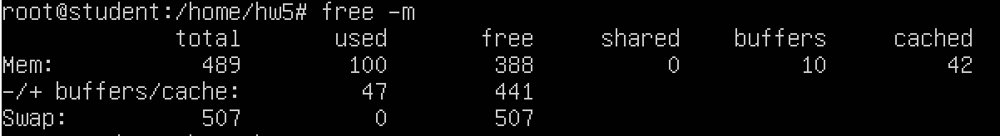 root@student:/home/hw5# free -m
total used free shared buffers cached
Mem: 489 100 388 0 10 42
-/+ buffers/cache: 47 441
Swap: 507 0 507